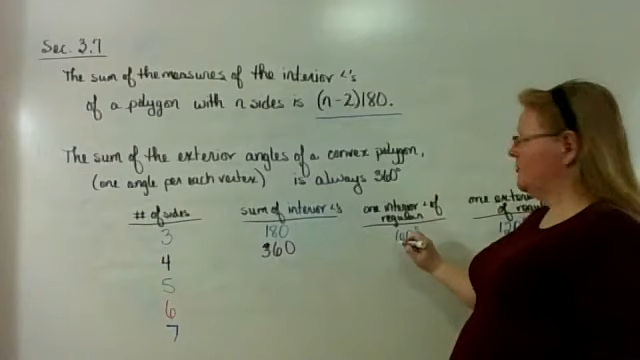 Sec. 3.7
The sum of the measures of the interior ∠'s
of a polygon with n sides is (n-2)180.
The sum of the exterior angles of a convex polygon,
(one angle per each vertex) is always 360°
# of sides sum of interior ∠'s one interior ∠ of regular one exteri of regu
3 180 60°
4 360
5
6
7